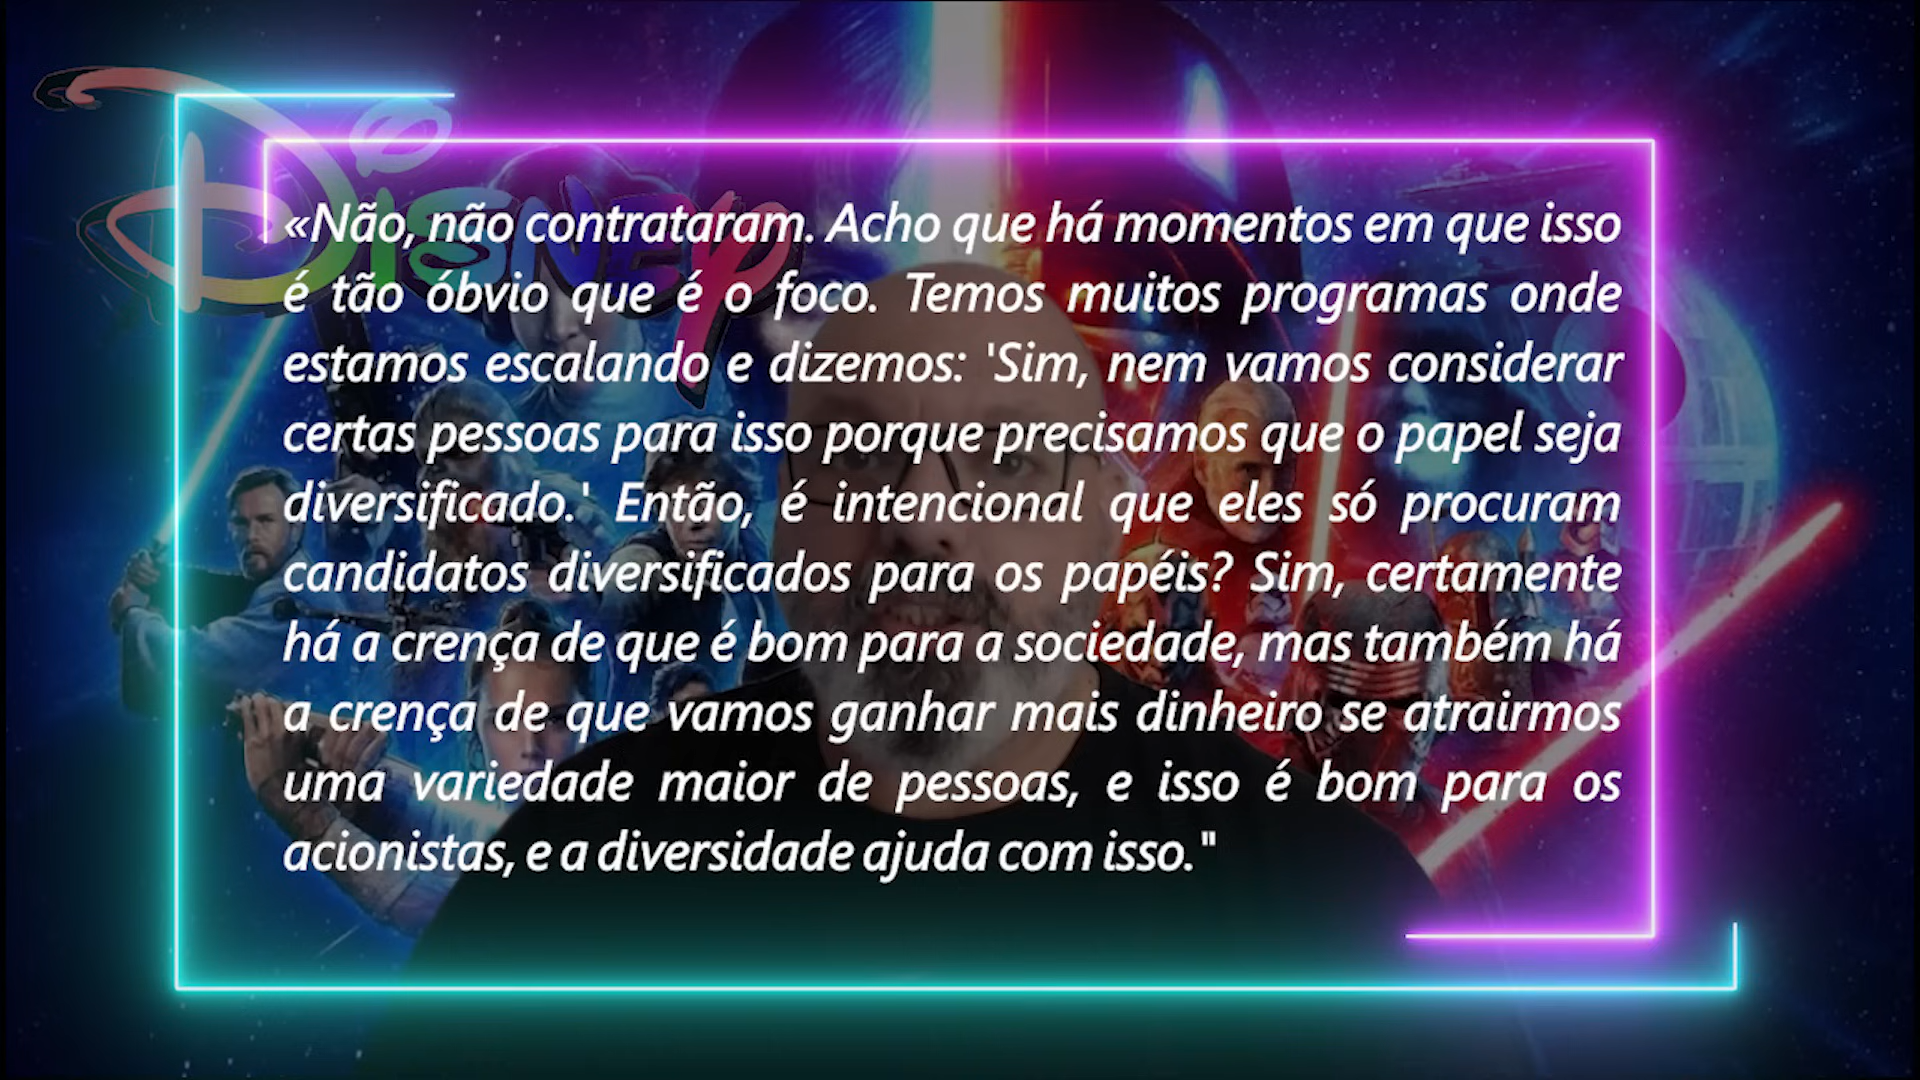 Disney
«Não, não contrataram. Acho que há momentos em que isso
é tão óbvio que é o foco. Temos muitos programas onde
estamos escalando e dizemos: 'Sim, nem vamos considerar
certas pessoas para isso porque precisamos que o papel seja
diversificado.' Então, é intencional que eles só procuram
candidatos diversificados para os papéis? Sim, certamente
há a crença de que é bom para a sociedade, mas também há
a crença de que vamos ganhar mais dinheiro se atrairmos
uma variedade maior de pessoas, e isso é bom para os
acionistas, e a diversidade ajuda com isso."